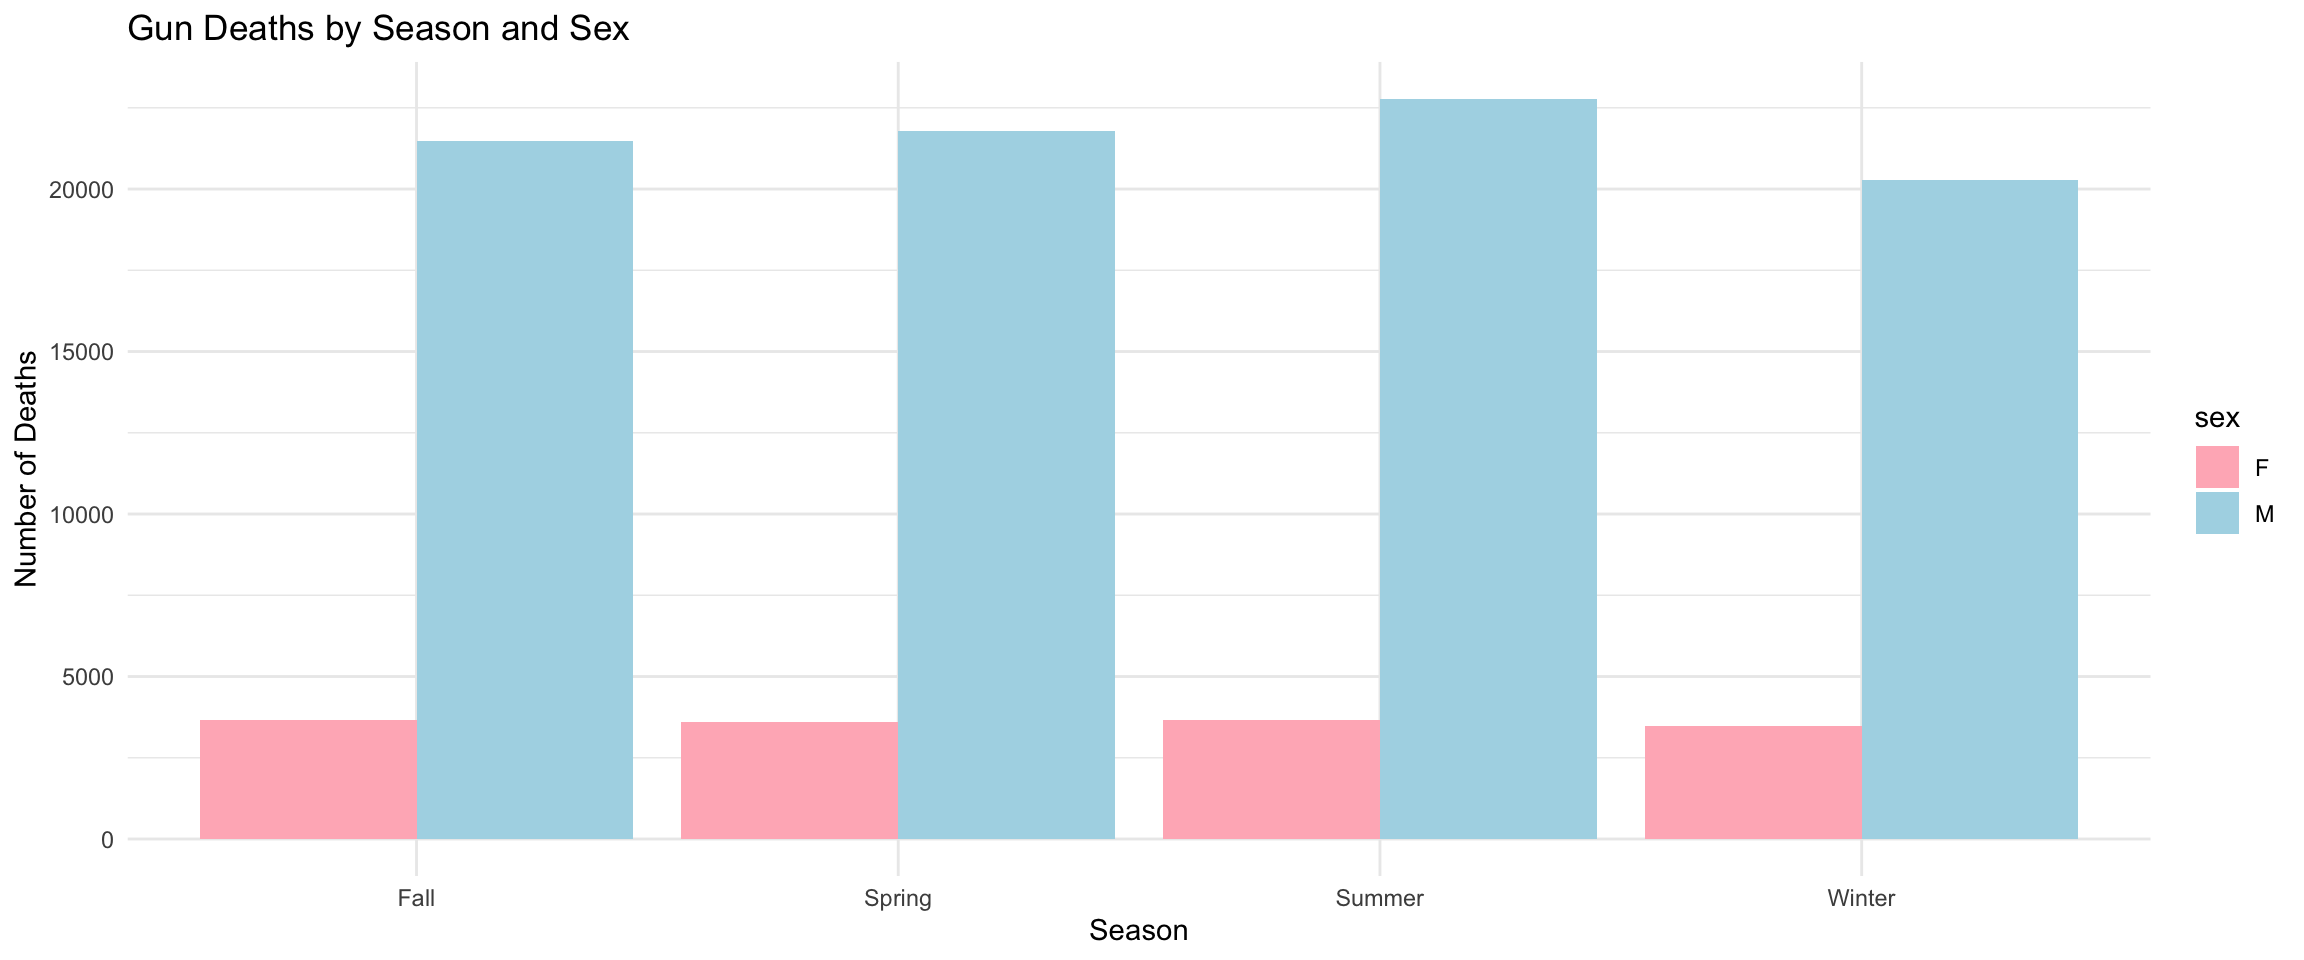 Gun Deaths by Season and Sex
Number of Deaths
20000
15000
10000
5000
0
Fall
Spring
Summer
Winter
Season
sex
F
M